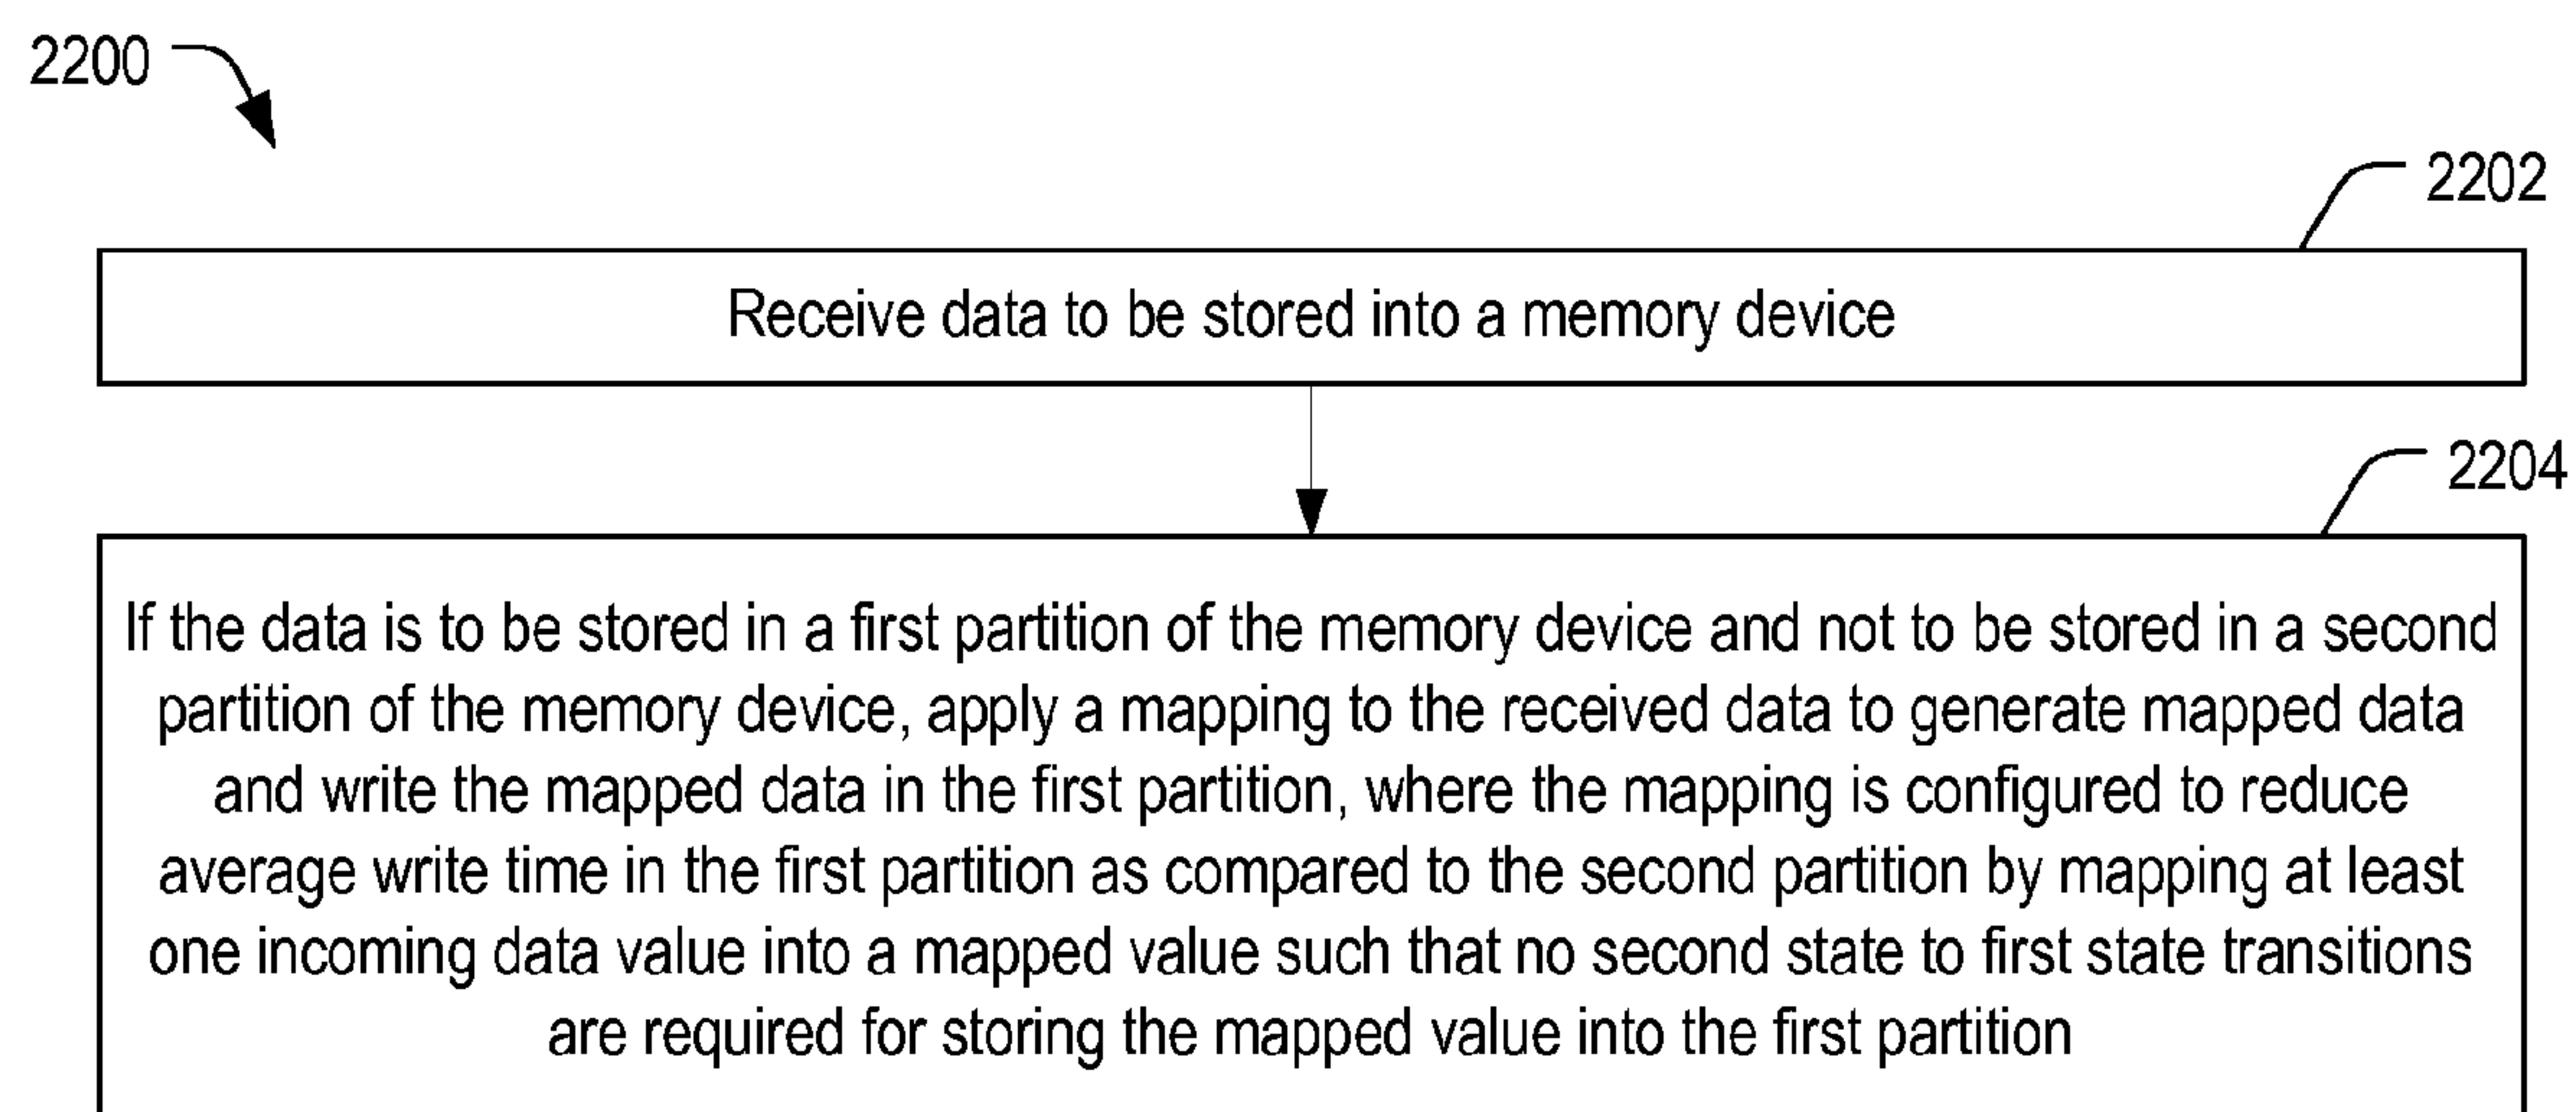 2200
2202
Receive data to be stored into a memory device
2204
If the data is to be stored in a first partition of the memory device and not to be stored in a second
partition of the memory device, apply a mapping to the received data to generate mapped data
and write the mapped data in the first partition, where the mapping is configured to reduce
average write time in the first partition as compared to the second partition by mapping at least
one incoming data value into a mapped value such that no second state to first state transitions
are required for storing the mapped value into the first partition